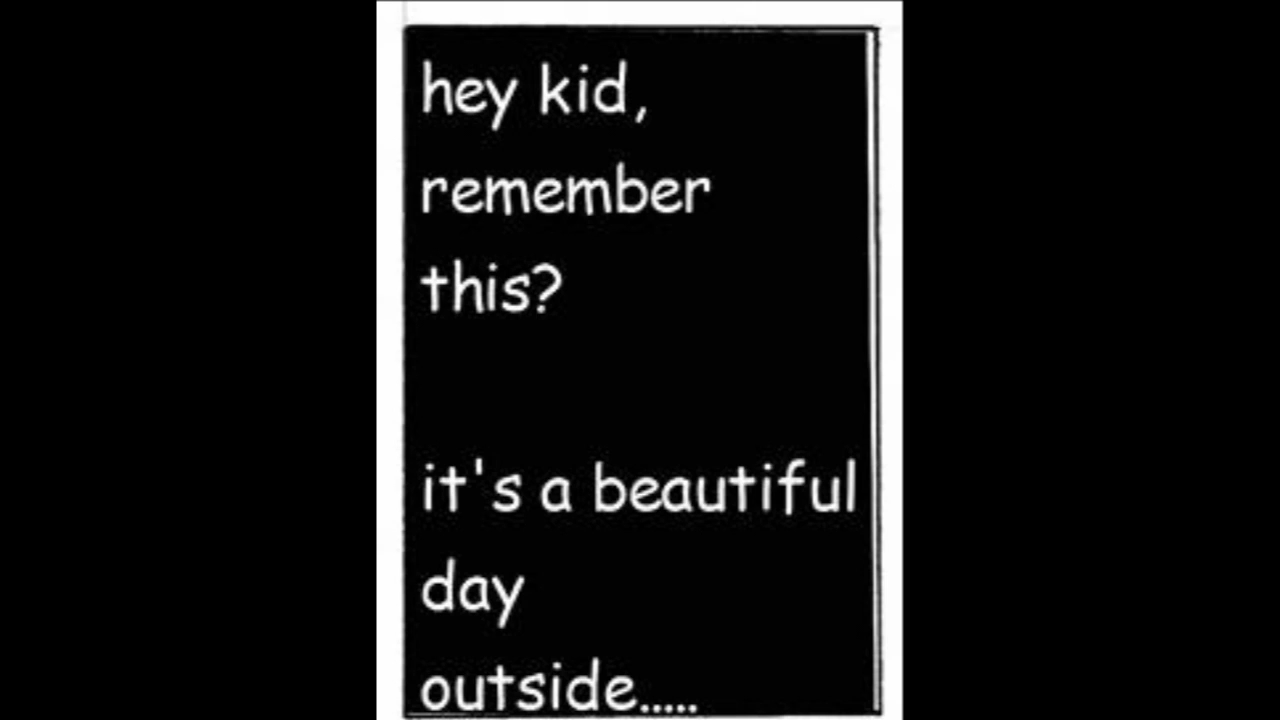 hey kid,
remember
this?
it's a beautiful
day
outside.....